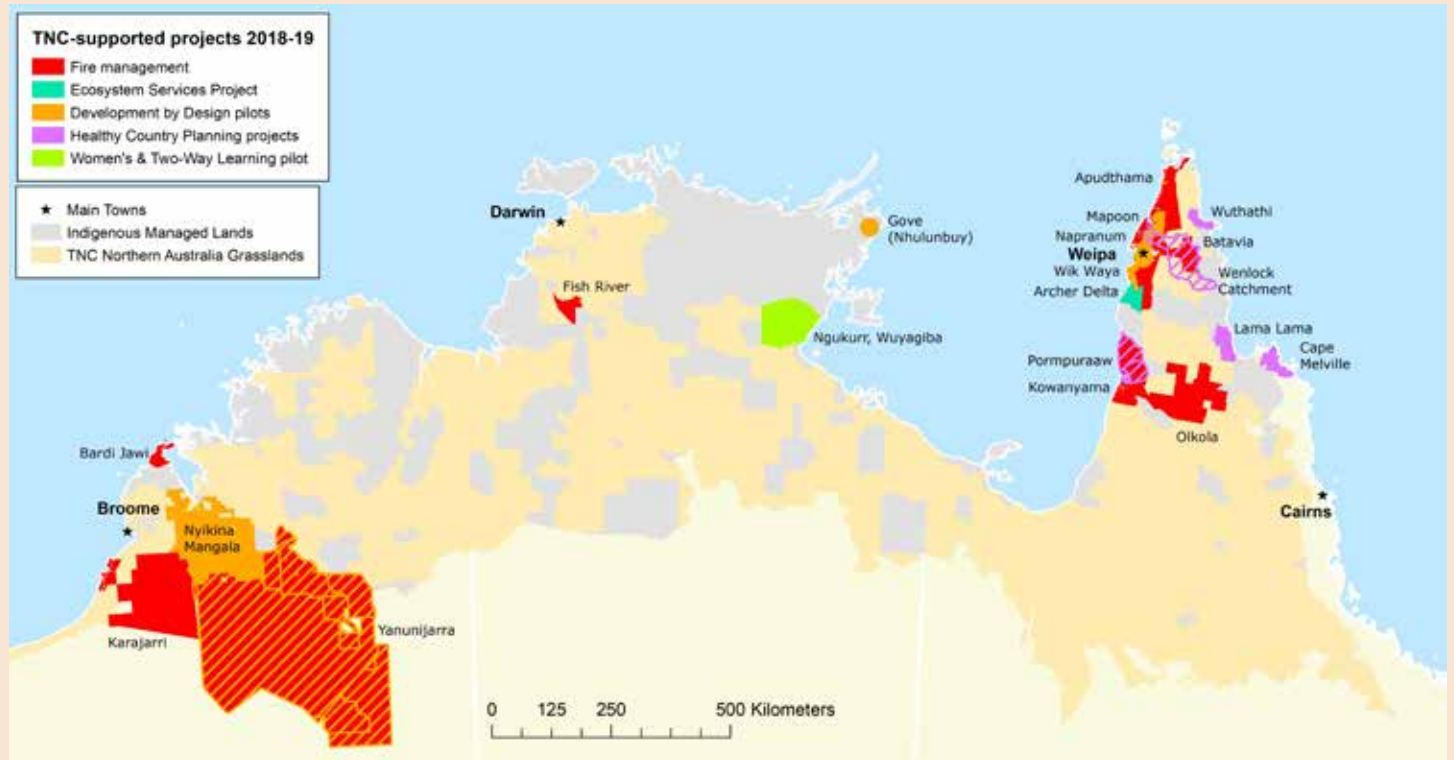 TNC-supported projects 2018-19
Fire management
Ecosystem Services Project
Development by Design pilots
Healthy Country Planning projects
Women's & Two-Way Learning pilot
Main Towns
Indigenous Managed Lands
TNC Northern Australia Grasslands
Darwin
Fish River
Gove
(Nhulunbuy)
Ngukurr, Wuyagiba
Apudthama
Mapoon
Napranum
Weipa
Wik Waya
Archer Delta
Wuthathi
Batavia
Wenlock
Catchment
Lama Lama
Cape
Melville
Pormpuraaw
Kowanyama
Olkola
Cairns
Bardi Jawi
Broome
Nyikina
Mangala
Karajarri
Yanunijarra
0 125 250 500 Kilometers